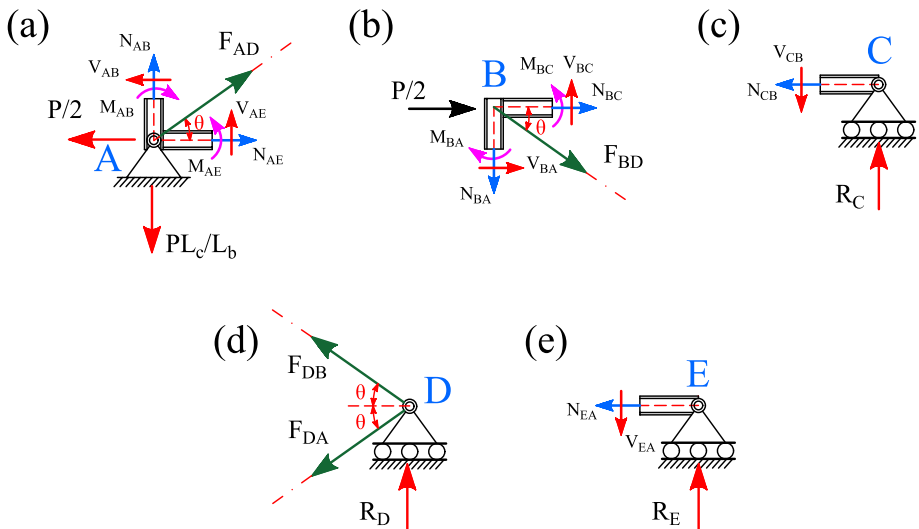 (a)
N_AB
F_AD
V_AB
M_AB
P/2
V_AE
θ
A
M_AE
N_AE
PL_c/L_b
(b)
B
M_BC
V_BC
P/2
N_BC
θ
M_BA
V_BA
F_BD
N_BA
(c)
V_CB
C
N_CB
R_C
(d)
F_DB
θ
D
θ
F_DA
R_D
(e)
E
N_EA
V_EA
R_E